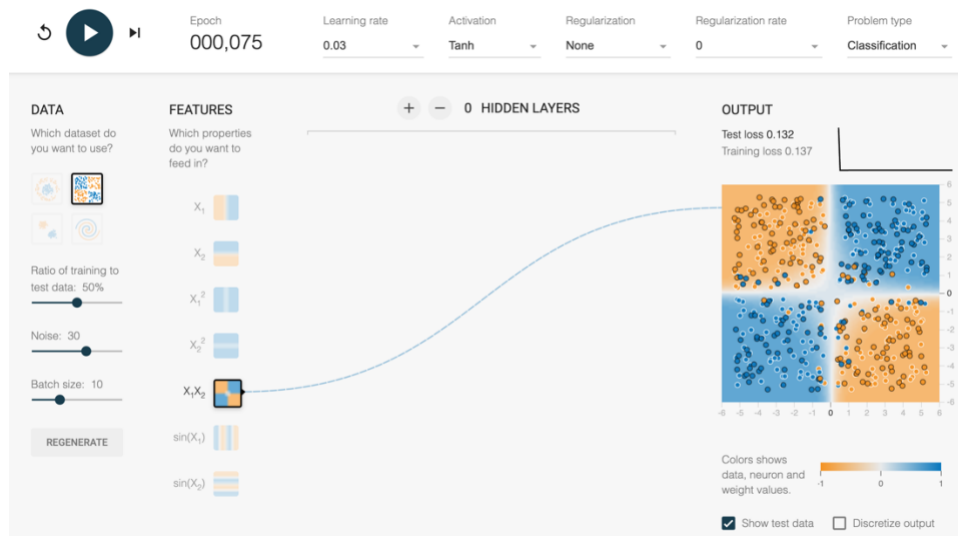 Epoch
000,075
Learning rate
0.03
Activation
Tanh
Regularization
None
Regularization rate
0
Problem type
Classification
DATA
Which dataset do
you want to use?
Ratio of training to
test data: 50%
Noise: 30
Batch size: 10
REGENERATE
FEATURES
Which properties
do you want to
feed in?
X₁
X₂
X₁²
X₂²
X₁X₂
sin(X₁)
sin(X₂)
+ − 0 HIDDEN LAYERS
OUTPUT
Test loss 0.132
Training loss 0.137
6
5
4
3
2
1
0
-1
-2
-3
-4
-5
-6
-6 -5 -4 -3 -2 -1 0 1 2 3 4 5 6
Colors shows
data, neuron and
weight values.
-1 0 1
Show test data
Discretize output